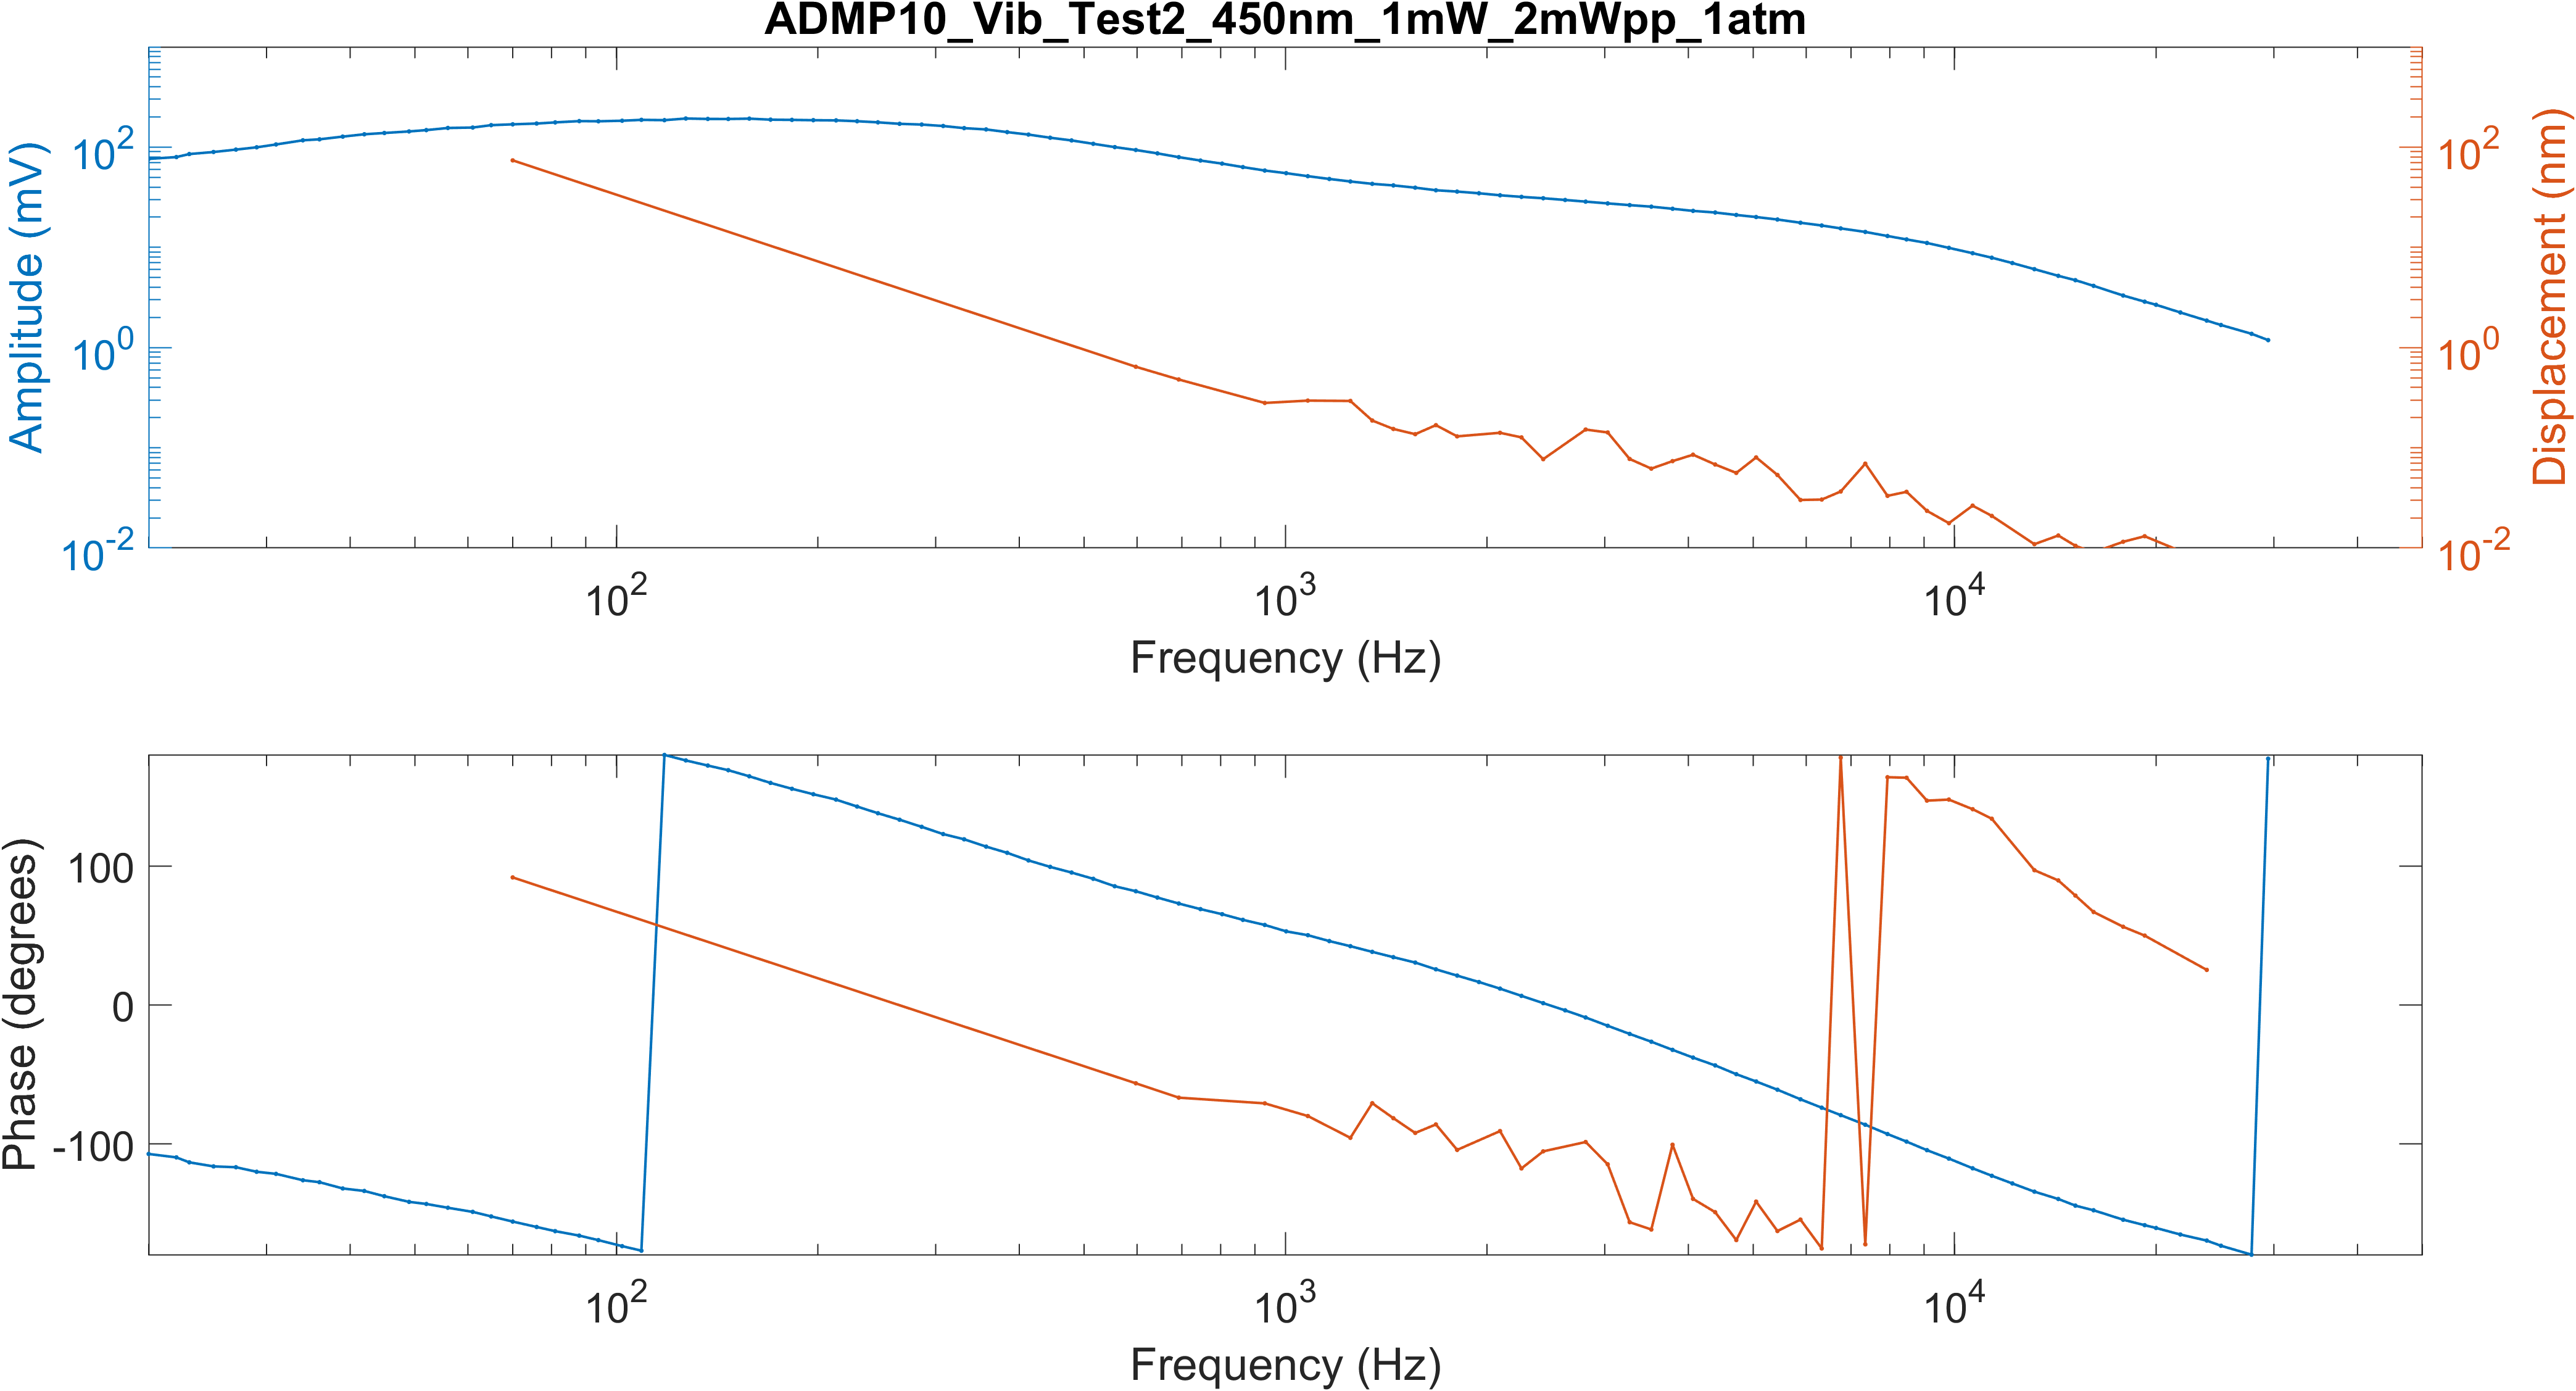 ADMP10_Vib_Test2_450nm_1mW_2mWpp_1atm
Amplitude (mV)
10^2
10^0
10^-2
Displacement (nm)
10^2
10^0
10^-2
10^2
10^3
10^4
Frequency (Hz)
Phase (degrees)
100
0
-100
10^2
10^3
10^4
Frequency (Hz)